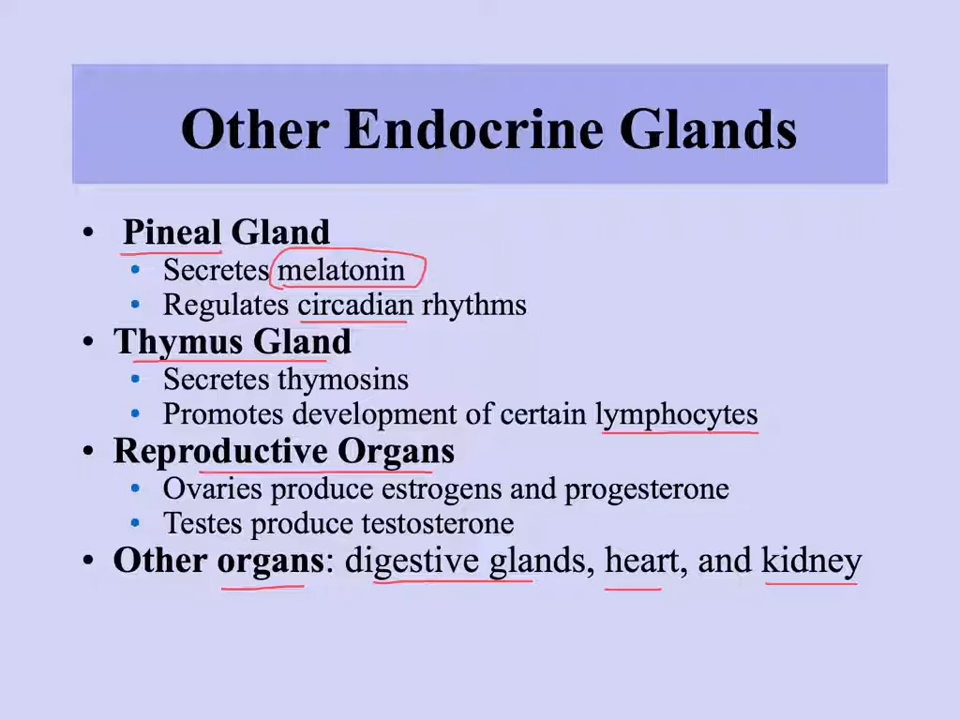 Other Endocrine Glands
• Pineal Gland
• Secretes melatonin
• Regulates circadian rhythms
• Thymus Gland
• Secretes thymosins
• Promotes development of certain lymphocytes
• Reproductive Organs
• Ovaries produce estrogens and progesterone
• Testes produce testosterone
• Other organs: digestive glands, heart, and kidney